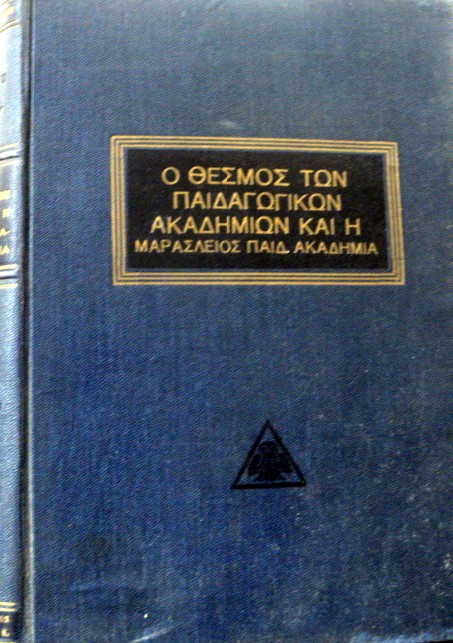 Ο ΘΕΣΜΟΣ ΤΩΝ
ΠΑΙΔΑΓΩΓΙΚΩΝ
ΑΚΑΔΗΜΙΩΝ ΚΑΙ Η
ΜΑΡΑΣΛΕΙΟΣ ΠΑΙΔ. ΑΚΑΔΗΜΙΑ